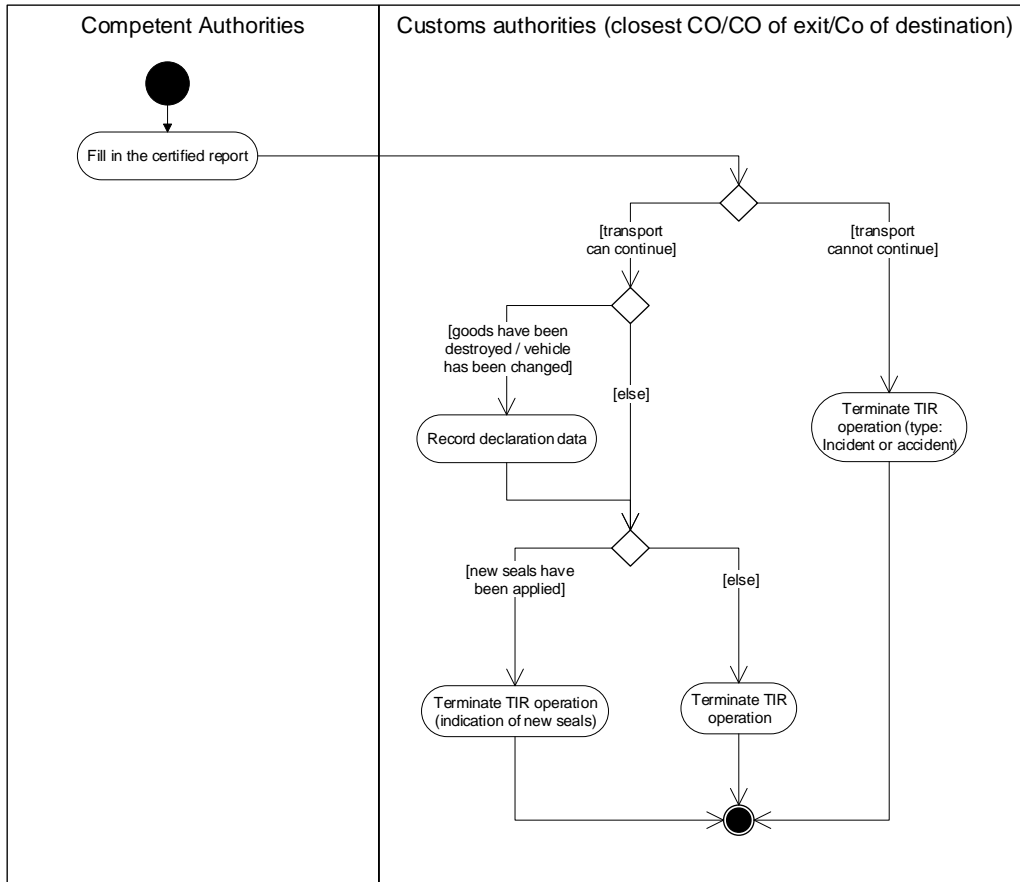 Competent Authorities
Customs authorities (closest CO/CO of exit/Co of destination)
Fill in the certified report
[transport
can continue]
[transport
cannot continue]
[goods have been
destroyed / vehicle
has been changed]
[else]
Terminate TIR
operation (type:
Incident or accident)
Record declaration data
[new seals have
been applied]
[else]
Terminate TIR operation
(indication of new seals)
Terminate TIR
operation